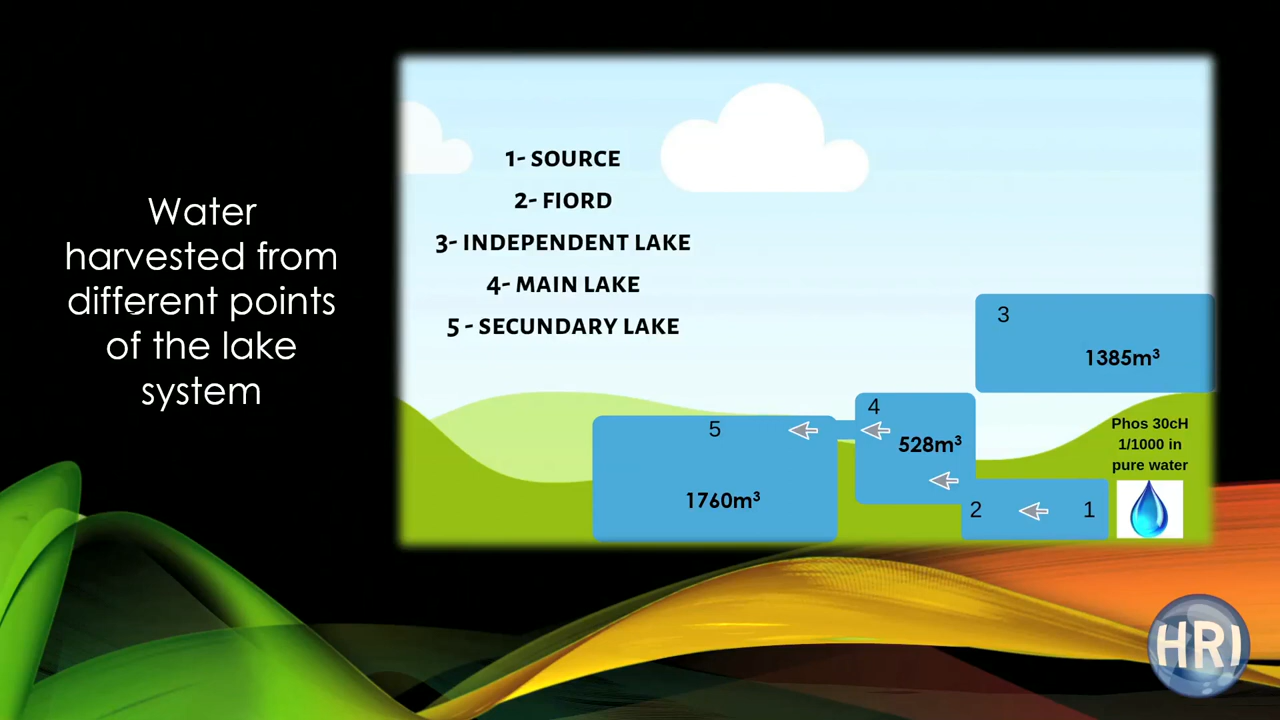 Water
harvested from
different points
of the lake
system
1- SOURCE
2- FIORD
3- INDEPENDENT LAKE
4- MAIN LAKE
5 - SECUNDARY LAKE
3
1385m³
4
528m³
5
1760m³
2
1
Phos 30cH
1/1000 in
pure water
HRI